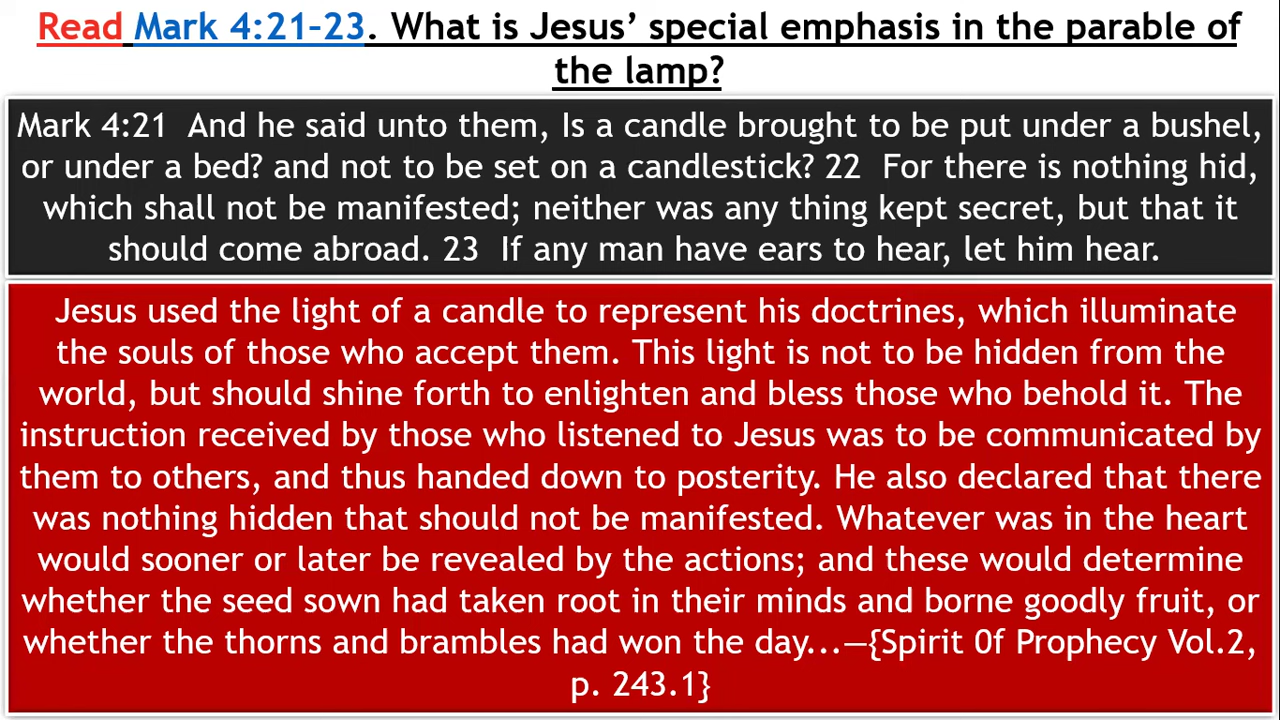 Read Mark 4:21–23. What is Jesus’ special emphasis in the parable of
the lamp?
Mark 4:21  And he said unto them, Is a candle brought to be put under a bushel,
or under a bed? and not to be set on a candlestick? 22  For there is nothing hid,
which shall not be manifested; neither was any thing kept secret, but that it
should come abroad. 23  If any man have ears to hear, let him hear.
Jesus used the light of a candle to represent his doctrines, which illuminate
the souls of those who accept them. This light is not to be hidden from the
world, but should shine forth to enlighten and bless those who behold it. The
instruction received by those who listened to Jesus was to be communicated by
them to others, and thus handed down to posterity. He also declared that there
was nothing hidden that should not be manifested. Whatever was in the heart
would sooner or later be revealed by the actions; and these would determine
whether the seed sown had taken root in their minds and borne goodly fruit, or
whether the thorns and brambles had won the day...—{Spirit 0f Prophecy Vol.2,
p. 243.1}